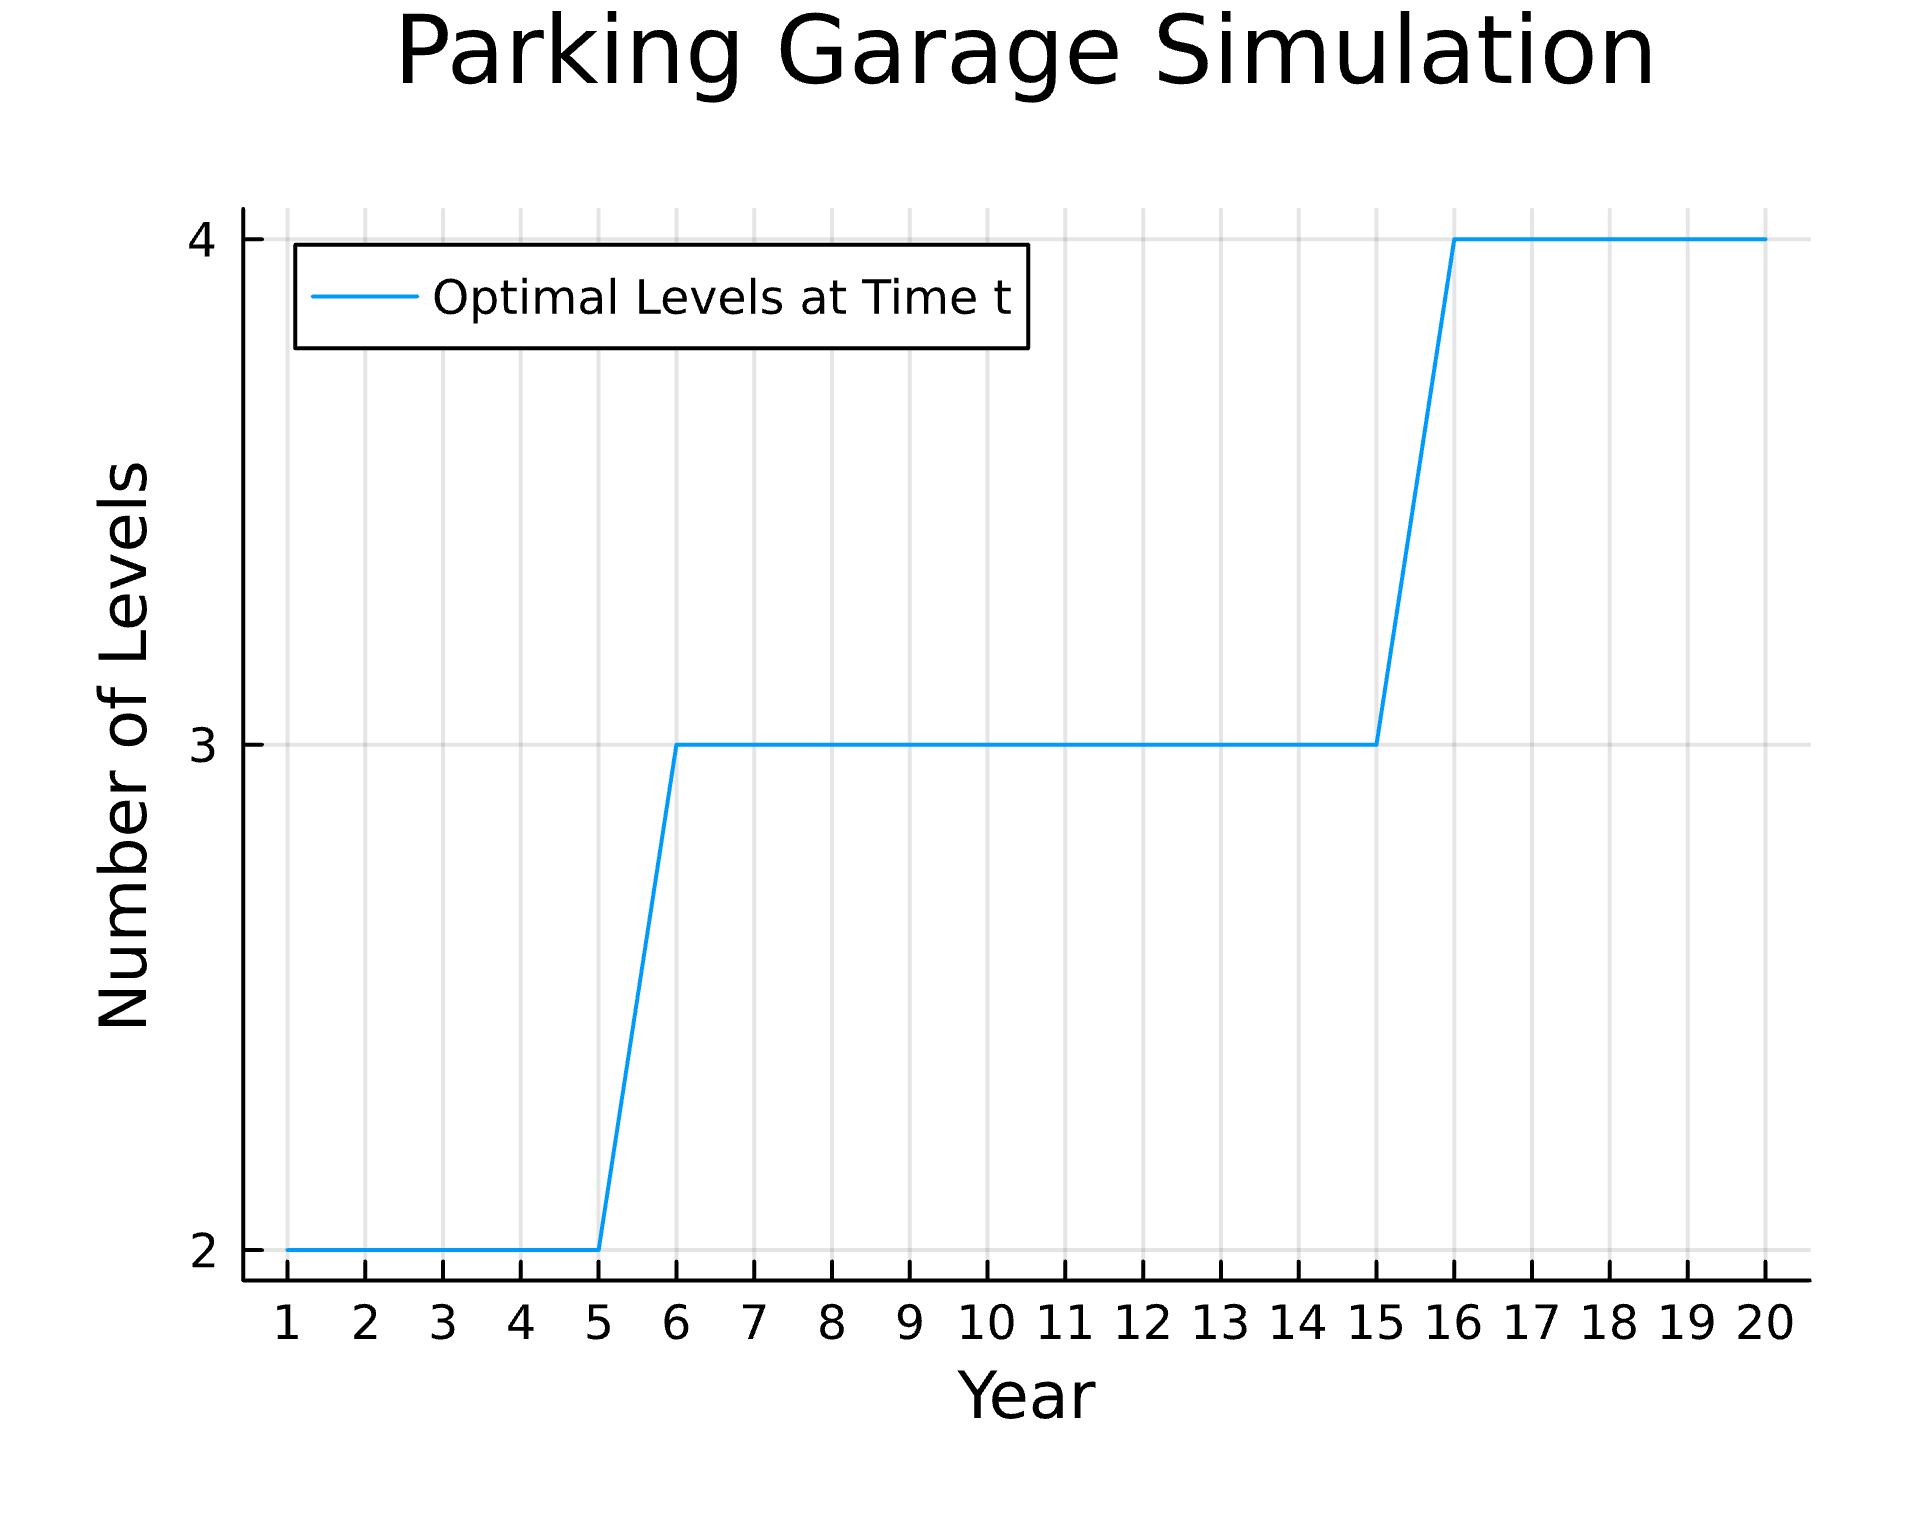 Parking Garage Simulation
4
Optimal Levels at Time t
3
2
Number of Levels
1 2 3 4 5 6 7 8 9 10 11 12 13 14 15 16 17 18 19 20
Year